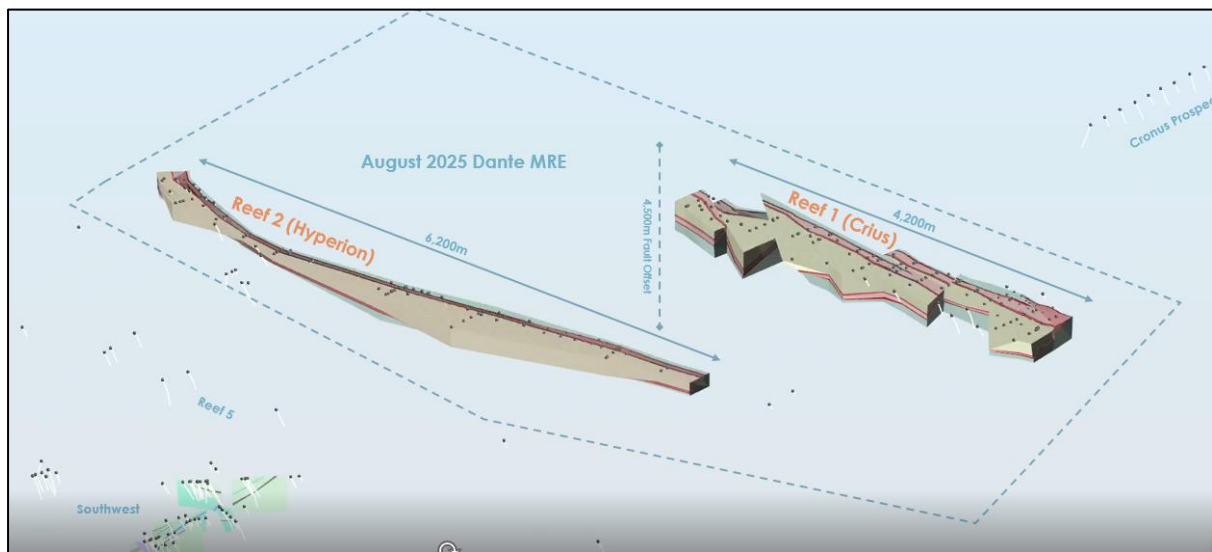 Cronus Prospec
August 2025 Dante MRE
Reef 2 (Hyperion)
6,200m
4,500m Fault Offset
Reef 1 (Crius)
4,200m
Reef 5
Southwest